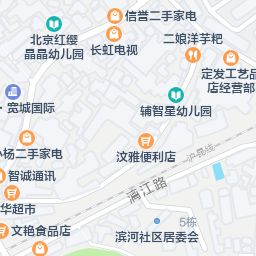 信誉二手家电
北京红缨
晶晶幼儿园
长虹电视
二娘洋芋粑
定发工艺品
店经营部
宽城国际
辅智星幼儿园
小杨二手家电
汶雅便利店
沪昆线
智诚通讯
浦江路
华超市
文艳食品店
5栋
滨河社区居委会